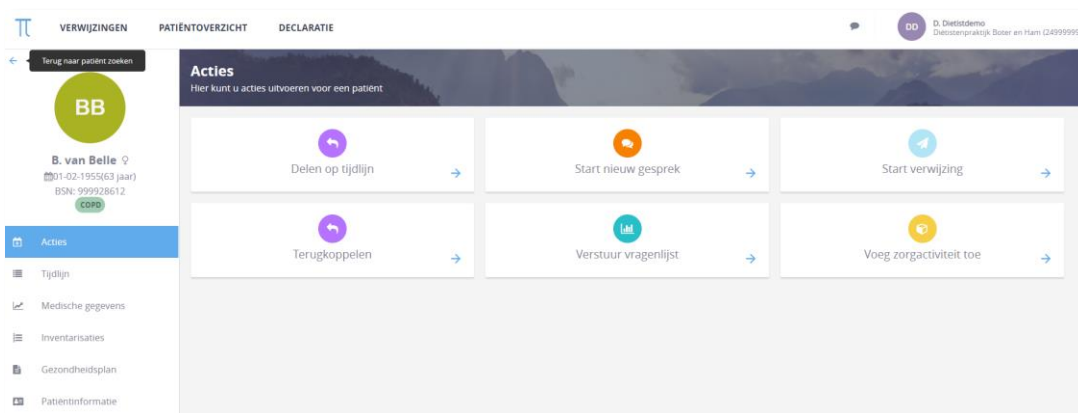 VERWIJZINGEN PATIËNTOVERZICHT DECLARATIE
DD
D. Dietistdemo
Diëtistenpraktijk Boter en Ham (24999999
Terug naar patiënt zoeken
BB
B. van Belle
01-02-1955(63 jaar)
BSN: 999928612
COPD
Acties
Tijdlijn
Medische gegevens
Inventarisaties
Gezondheidsplan
Patiëntinformatie
Acties
Hier kunt u acties uitvoeren voor een patiënt
Delen op tijdlijn
Start nieuw gesprek
Start verwijzing
Terugkoppelen
Verstuur vragenlijst
Voeg zorgactiviteit toe